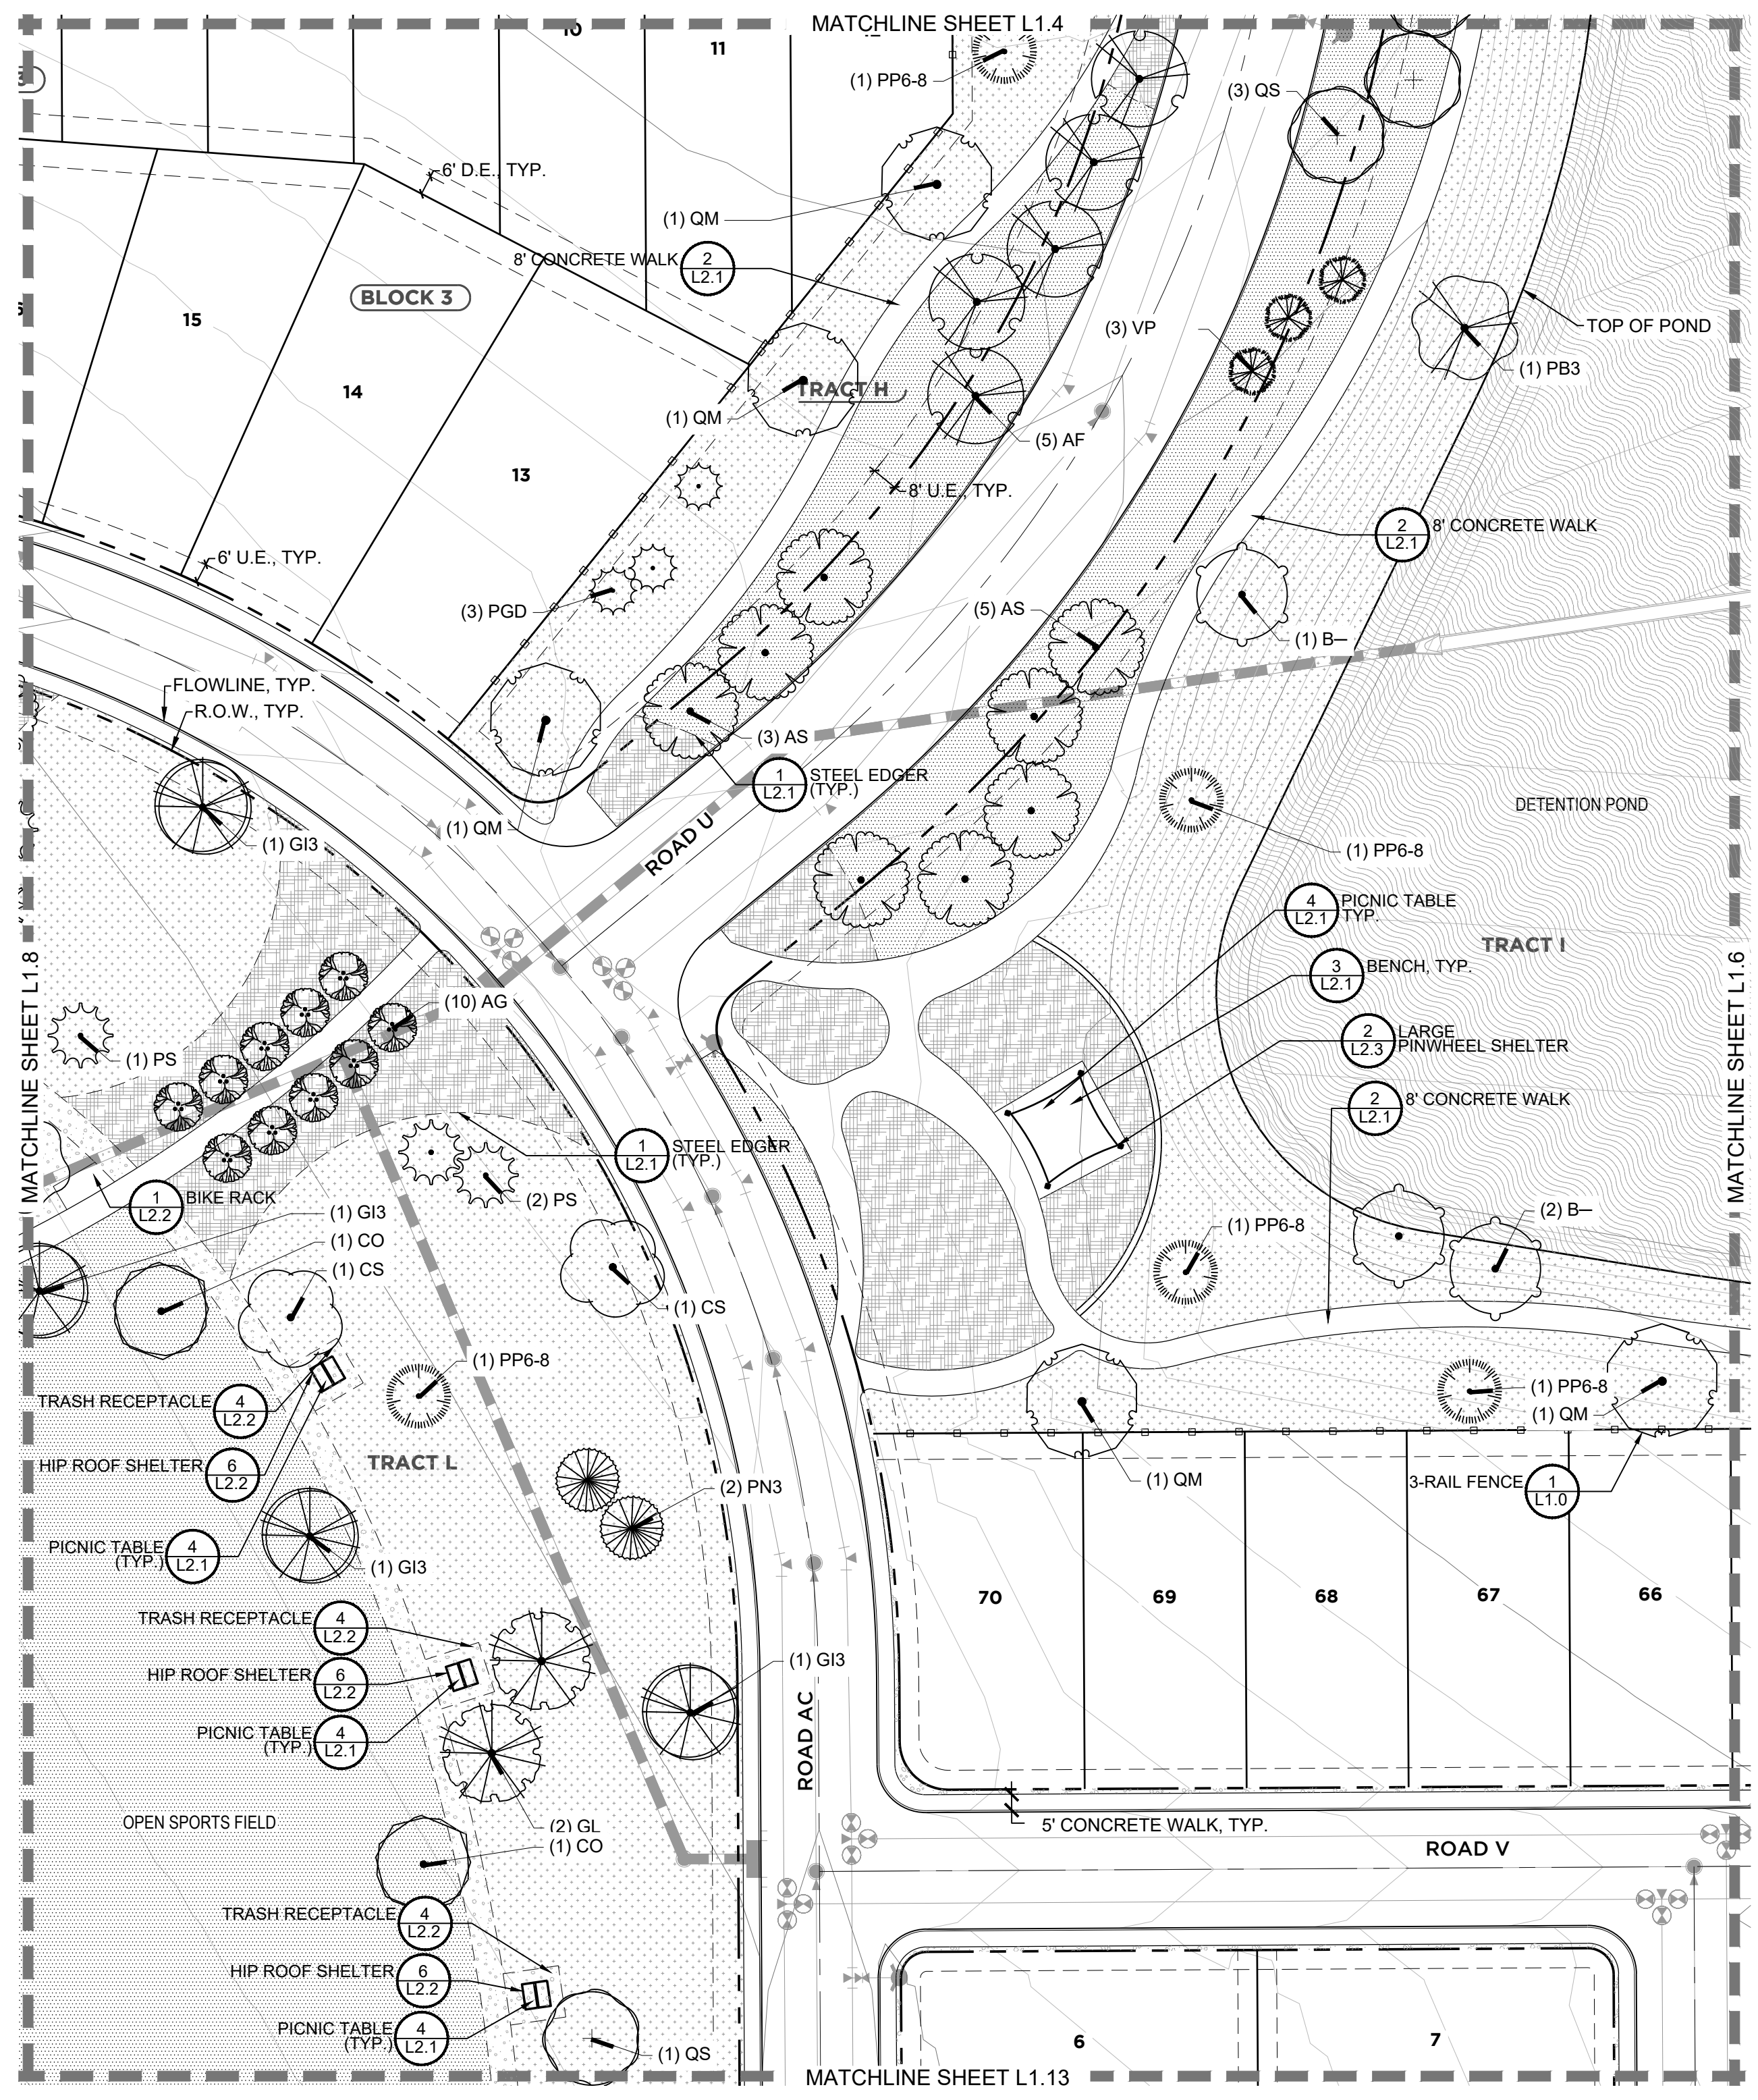 MATCHLINE SHEET L1.4
10
11
(1) PP6-8
(3) QS
6' D.E., TYP.
(1) QM
8' CONCRETE WALK
2
L2.1
BLOCK 3
15
14
13
(3) VP
TOP OF POND
(1) PB3
TRACT H
(1) QM
(5) AF
8' U.E., TYP.
2
L2.1
8' CONCRETE WALK
6' U.E., TYP.
(3) PGD
(5) AS
(1) B–
FLOWLINE, TYP.
R.O.W., TYP.
(3) AS
1
L2.1
STEEL EDGER
(TYP.)
DETENTION POND
(1) QM
(1) GI3
ROAD U
(1) PP6-8
4
L2.1
PICNIC TABLE
TYP.
TRACT I
3
L2.1
BENCH, TYP.
MATCHLINE SHEET L1.8
MATCHLINE SHEET L1.6
(10) AG
(1) PS
2
L2.3
LARGE
PINWHEEL SHELTER
2
L2.1
8' CONCRETE WALK
1
L2.1
STEEL EDGER
(TYP.)
1
L2.2
BIKE RACK
(2) PS
(1) GI3
(2) B–
(1) PP6-8
(1) CO
(1) CS
(1) CS
(1) PP6-8
(1) PP6-8
(1) QM
TRASH RECEPTACLE
4
L2.2
TRACT L
HIP ROOF SHELTER
6
L2.2
(2) PN3
(1) QM
3-RAIL FENCE
1
L1.0
PICNIC TABLE
(TYP.)
4
L2.1
(1) GI3
70
69
68
67
66
TRASH RECEPTACLE
4
L2.2
HIP ROOF SHELTER
6
L2.2
(1) GI3
PICNIC TABLE
(TYP.)
4
L2.1
ROAD AC
OPEN SPORTS FIELD
(2) GL
(1) CO
5' CONCRETE WALK, TYP.
ROAD V
TRASH RECEPTACLE
4
L2.2
HIP ROOF SHELTER
6
L2.2
PICNIC TABLE
(TYP.)
4
L2.1
(1) QS
6
7
MATCHLINE SHEET L1.13